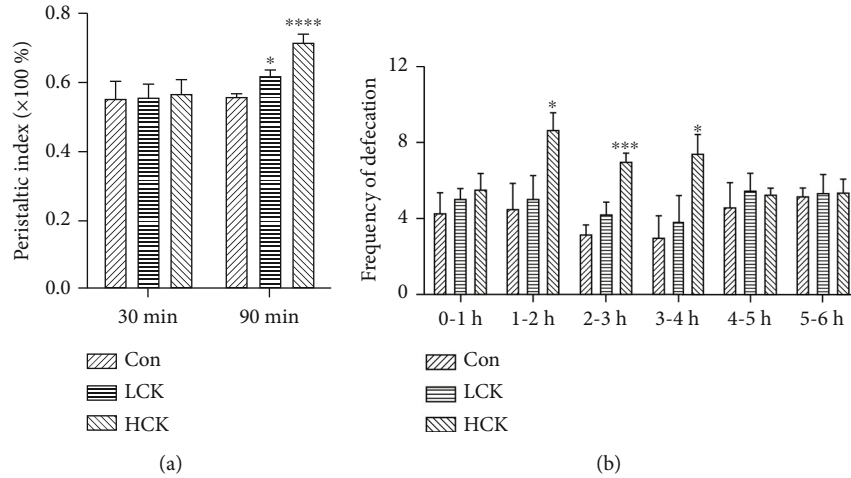 Peristaltic index (×100 %)
0.8
0.6
0.4
0.2
0.0
*
****
30 min
90 min
Con
LCK
HCK
(a)
Frequency of defecation
12
8
4
0
*
***
*
0-1 h
1-2 h
2-3 h
3-4 h
4-5 h
5-6 h
Con
LCK
HCK
(b)